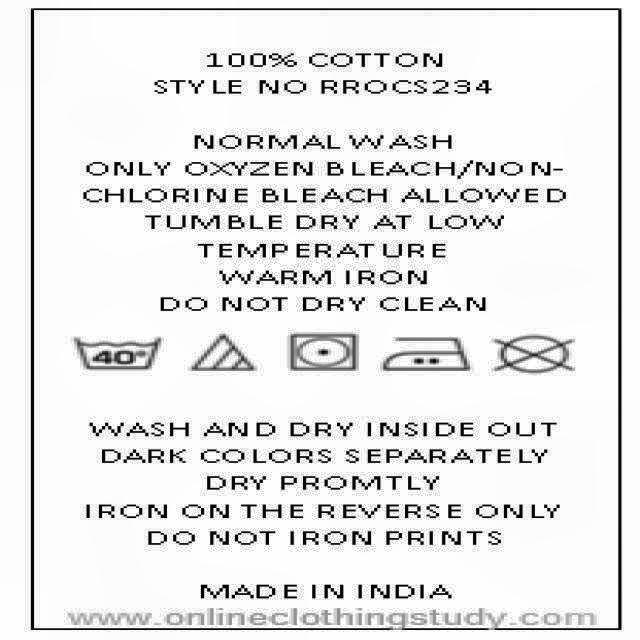 100% COTTON
STYLE NO RROCS234
NORMAL WASH
ONLY OXYZEN BLEACH/NON-
CHLORINE BLEACH ALLOWED
TUMBLE DRY AT LOW
TEMPERATURE
WARM IRON
DO NOT DRY CLEAN
40°
WASH AND DRY INSIDE OUT
DARK COLORS SEPARATELY
DRY PROMTLY
IRON ON THE REVERSE ONLY
DO NOT IRON PRINTS
MADE IN INDIA
www.onlineclothingstudy.com